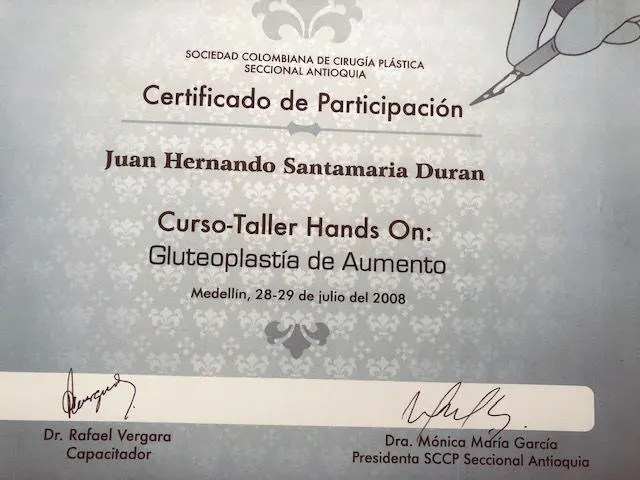 SOCIEDAD COLOMBIANA DE CIRUGÍA PLÁSTICA
SECCIONAL ANTIOQUIA
Certificado de Participación
Juan Hernando Santamaria Duran
Curso-Taller Hands On:
Gluteoplastía de Aumento
Medellín, 28-29 de julio del 2008
Dr. Rafael Vergara
Capacitador
Dra. Mónica María García
Presidenta SCCP Seccional Antioquia